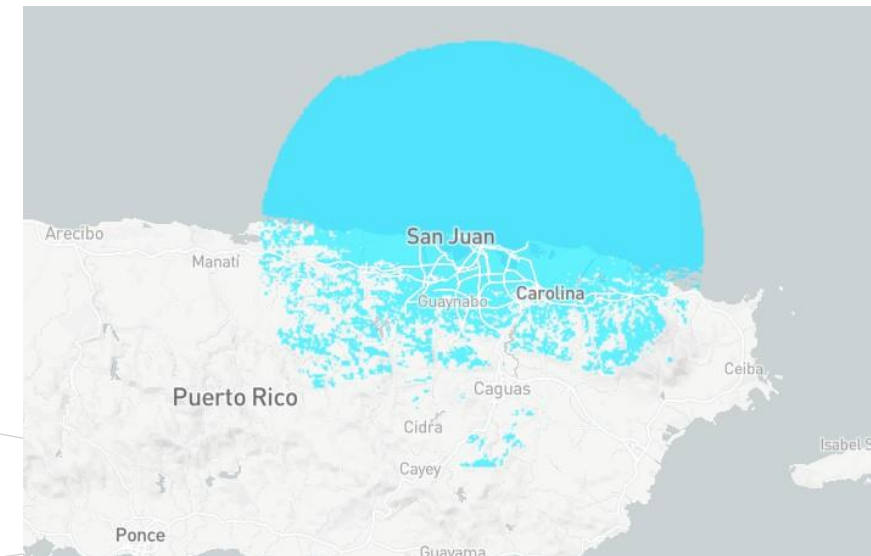 San Juan
Arecibo
Manatí
Guaynabo
Carolina
Puerto Rico
Caguas
Ceiba
Cidra
Isabel S
Cayey
Ponce
Guayama